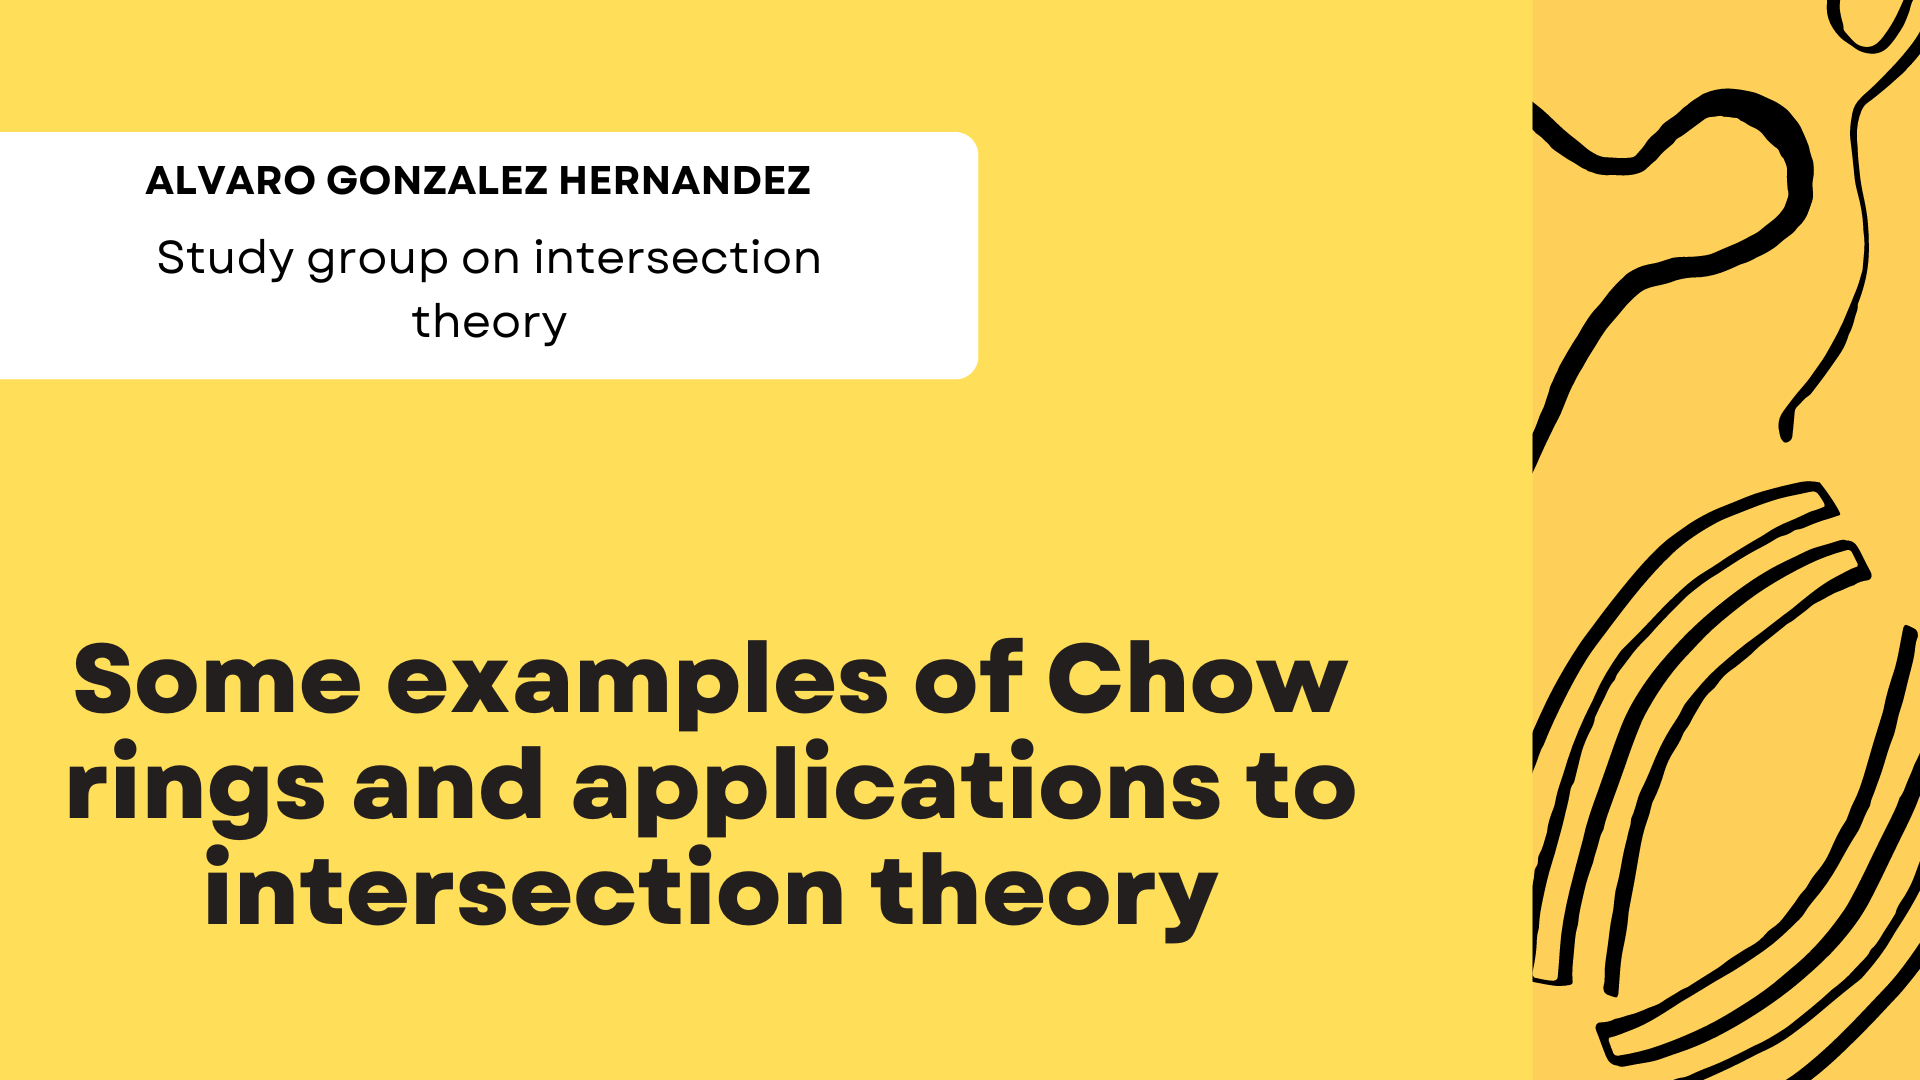 ALVARO GONZALEZ HERNANDEZ
Study group on intersection
theory
Some examples of Chow
rings and applications to
intersection theory